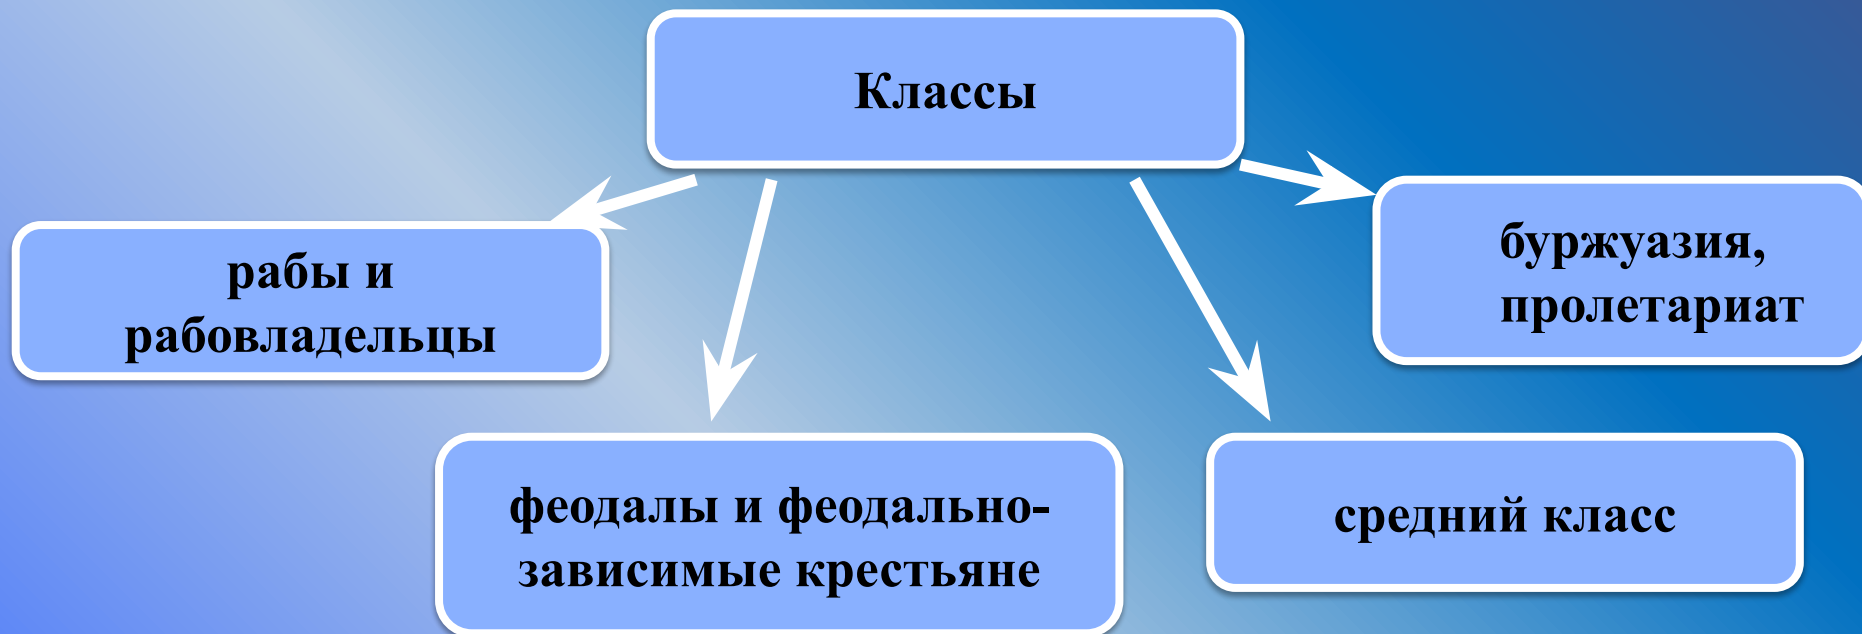 Классы
рабы и
рабовладельцы
буржуазия,
пролетариат
феодалы и феодально-
зависимые крестьяне
средний класс